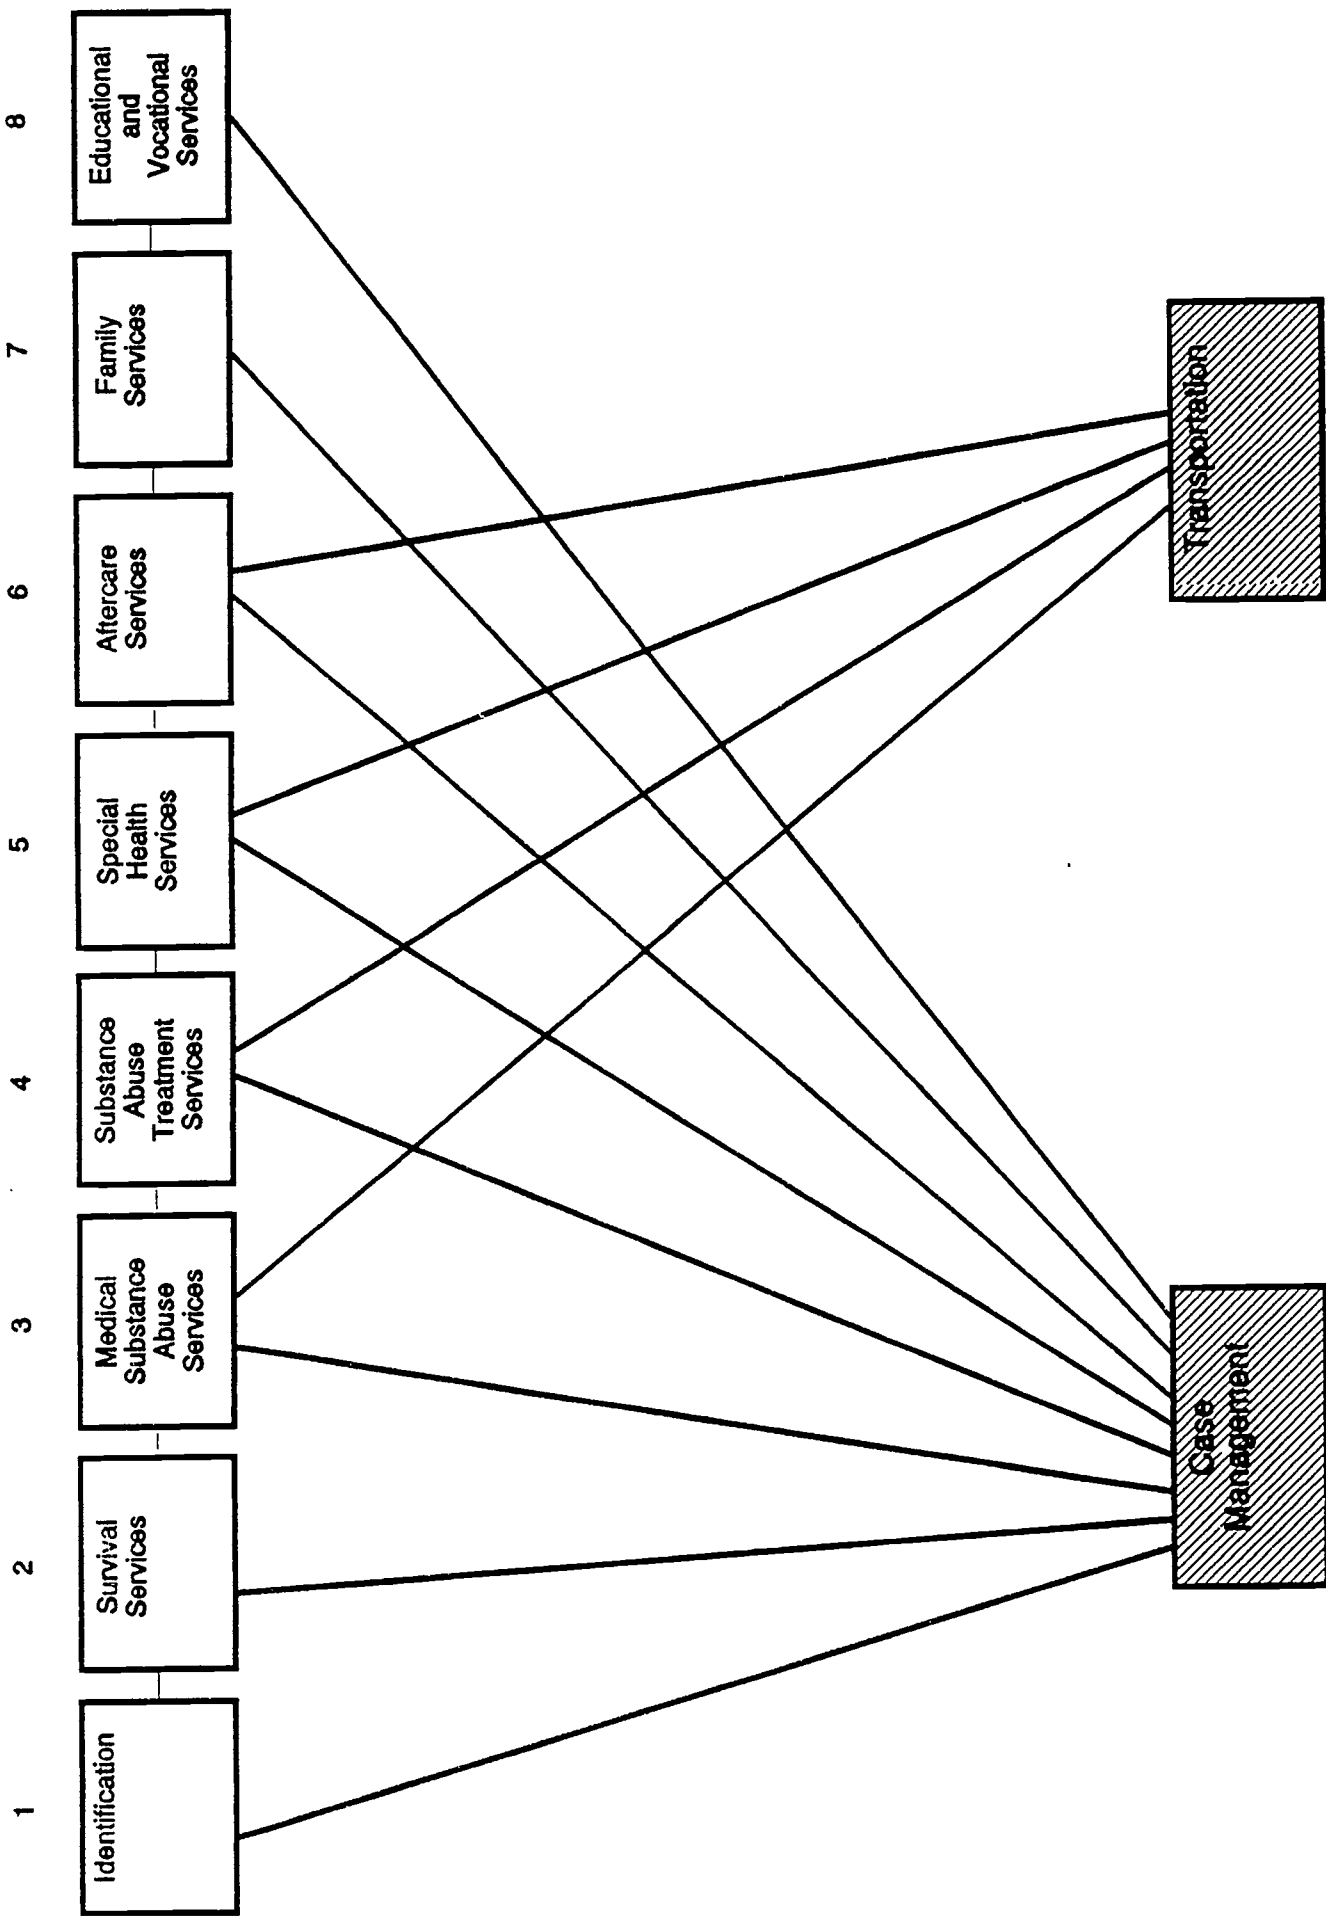 1
2
3
4
5
6
7
8
Identification
Survival
Services
Medical
Substance
Abuse
Services
Substance
Abuse
Treatment
Services
Special
Health
Services
Aftercare
Services
Family
Services
Educational
and
Vocational
Services
Case
Management
Transportation